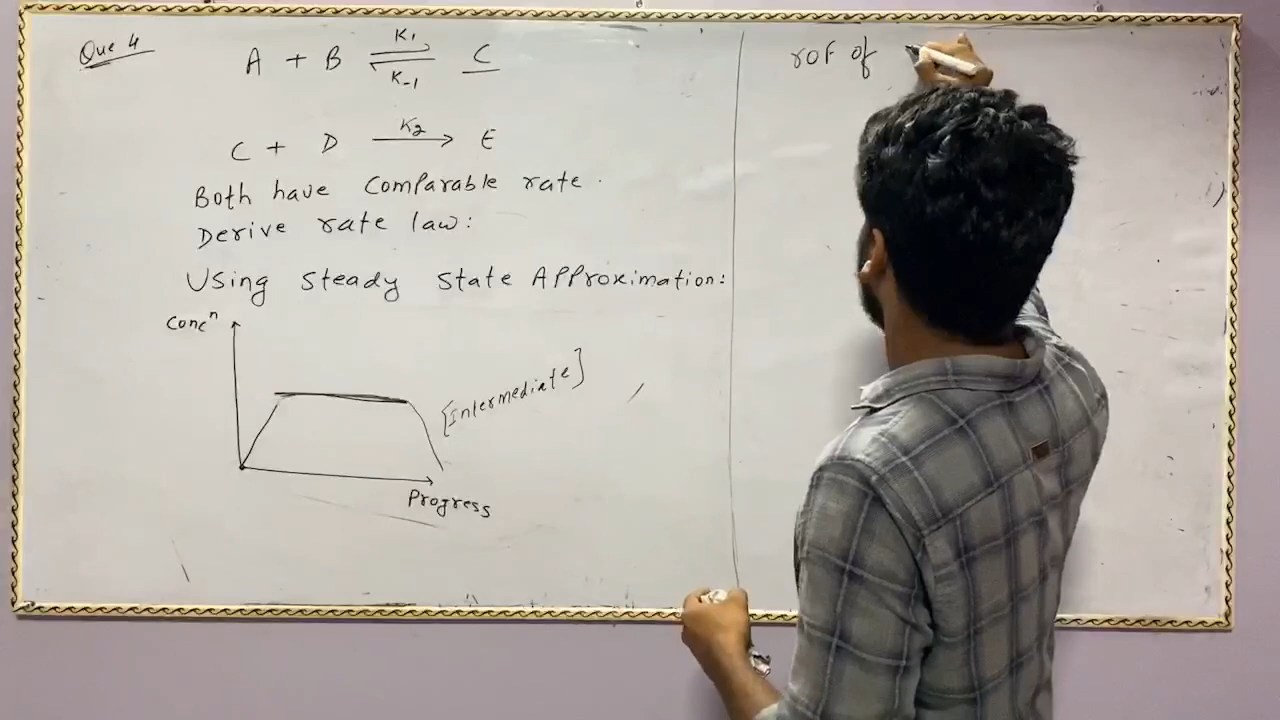 Que 4
A + B ⇌ C
K1
K-1
C + D → E
K2
Both have Comparable rate.
Derive rate law:
Using Steady State APProximation:
Concⁿ
[Intermediate]
Progress
rof of